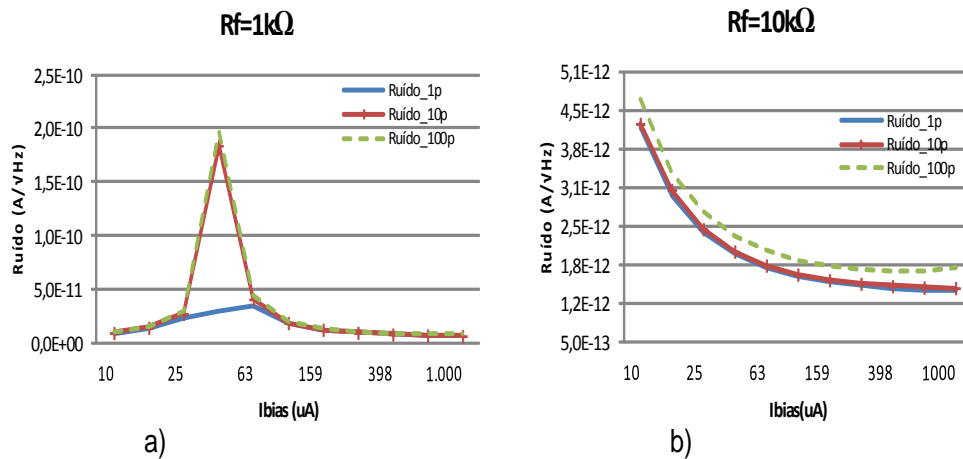 Rf=1kΩ
Ruído (A/√Hz)
2,5E-10
2,0E-10
1,5E-10
1,0E-10
5,0E-11
0,0E+00
Ruído_1p
Ruído_10p
Ruído_100p
10 25 63 159 398 1.000
Ibias (uA)
a)
Rf=10kΩ
Ruído (A/√Hz)
5,1E-12
4,5E-12
3,8E-12
3,1E-12
2,5E-12
1,8E-12
1,2E-12
5,0E-13
Ruído_1p
Ruído_10p
Ruído_100p
10 25 63 159 398 1000
Ibias(uA)
b)